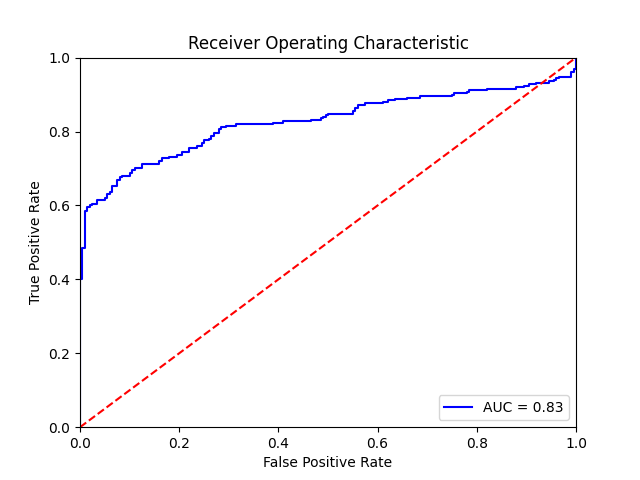 Receiver Operating Characteristic
True Positive Rate
1.0
0.8
0.6
0.4
0.2
0.0
AUC = 0.83
0.0 0.2 0.4 0.6 0.8 1.0
False Positive Rate